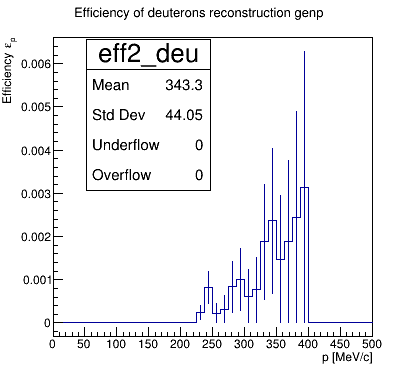 Efficiency of deuterons reconstruction genp
Efficiency ε_p
eff2_deu
Mean 343.3
Std Dev 44.05
Underflow 0
Overflow 0
0.006
0.005
0.004
0.003
0.002
0.001
0
0 50 100 150 200 250 300 350 400 450 500
p [MeV/c]